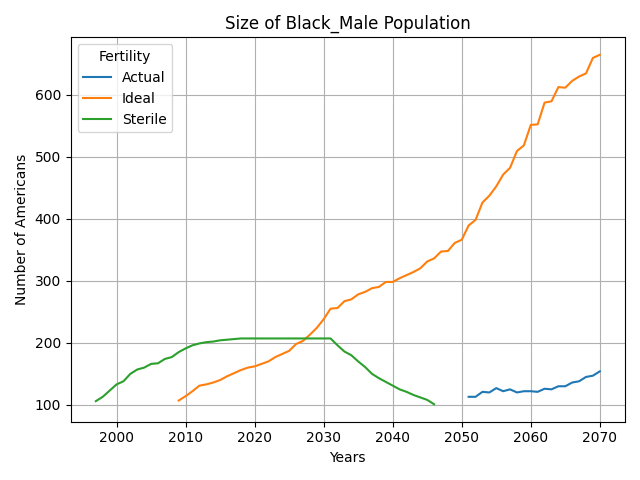 Size of Black_Male Population
Fertility
Actual
Ideal
Sterile
Number of Americans
600
500
400
300
200
100
2000 2010 2020 2030 2040 2050 2060 2070
Years